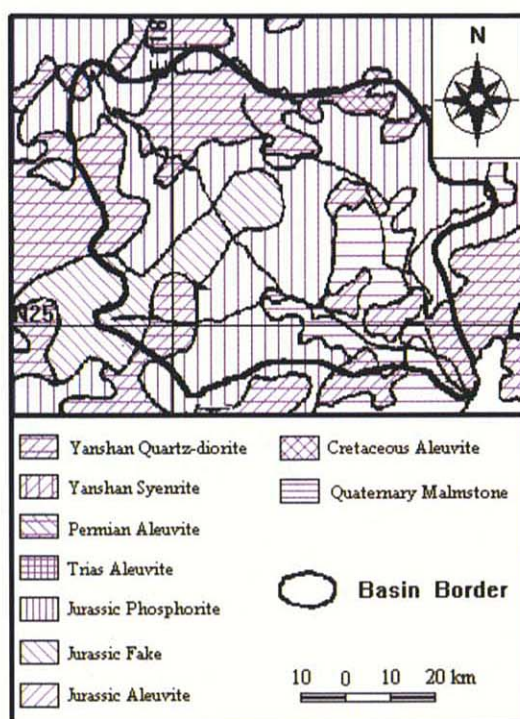 N
E118
N25
Yanshan Quartz-diorite
Yanshan Syenrite
Permian Aleuvite
Trias Aleuvite
Jurassic Phosphorite
Jurassic Fake
Jurassic Aleuvite
Cretaceous Aleuvite
Quaternary Malmstone
Basin Border
10 0 10 20 km